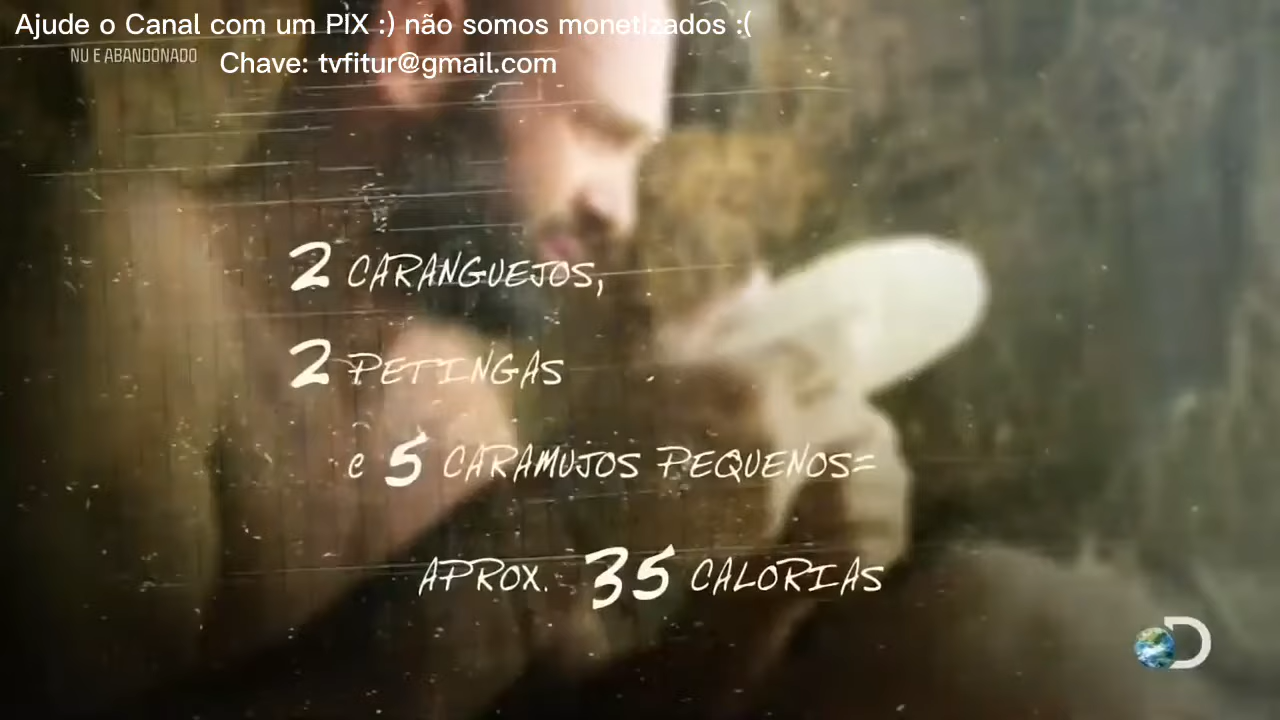 Ajude o Canal com um PIX :) não somos monetizados :(
NU E ABANDONADO
Chave: tvfitur@gmail.com
2 CARANGUEJOS,
2 PETINGAS
e 5 CARAMUJOS PEQUENOS=
APROX. 35 CALORIAS